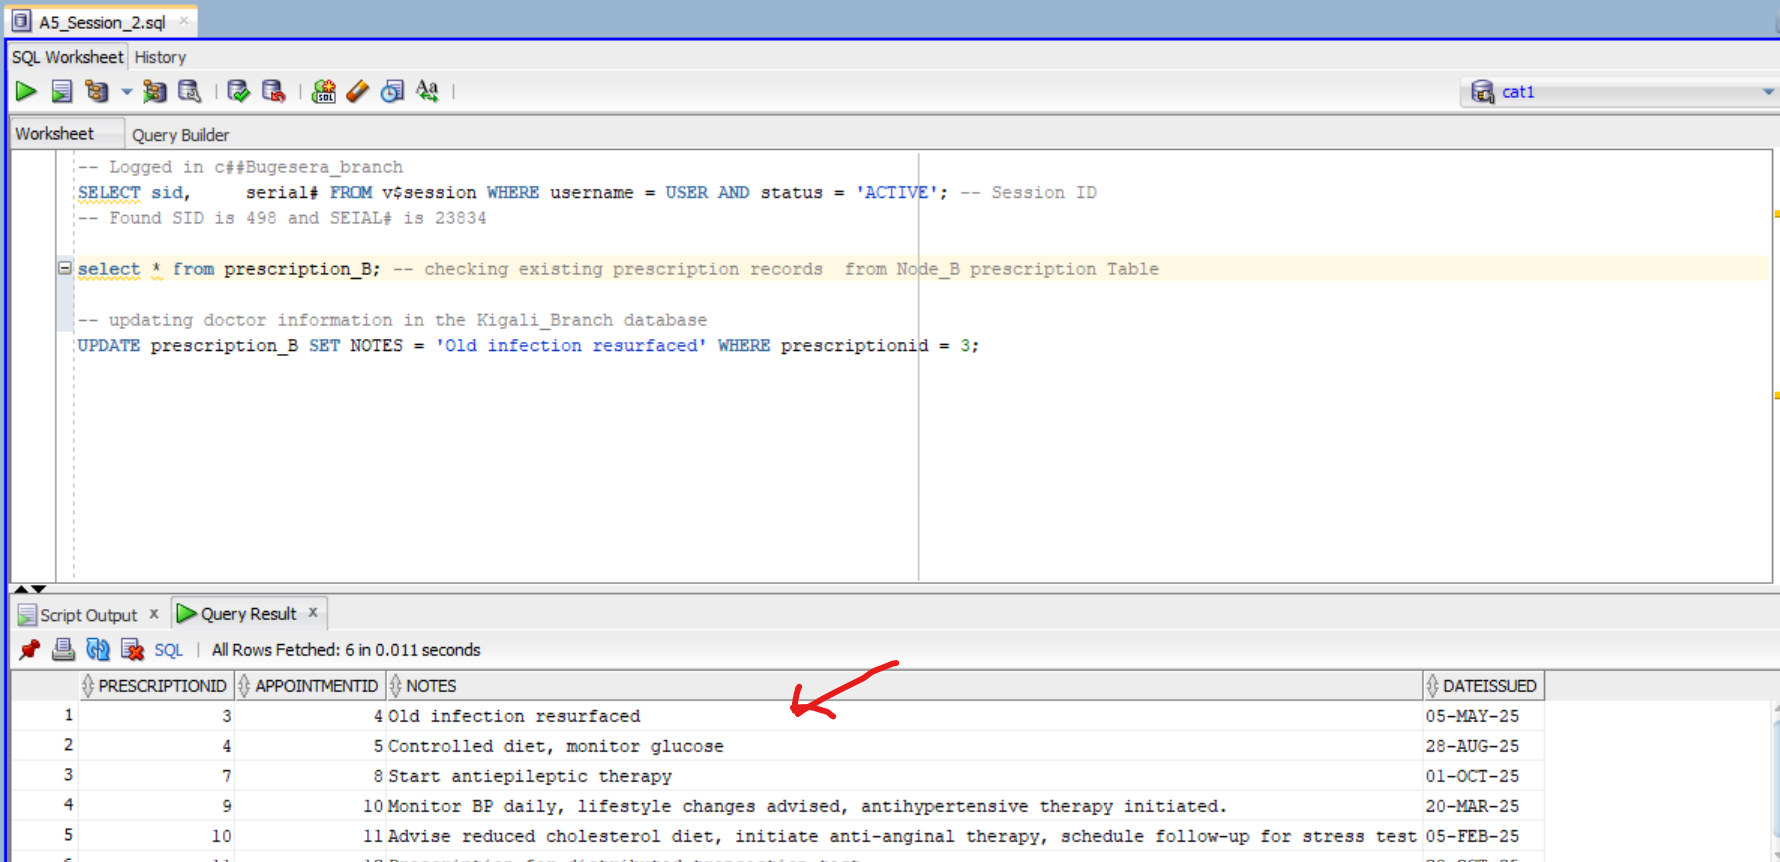 A5_Session_2.sql ×
SQL Worksheet History
SQL Aa cat1
Worksheet Query Builder
-- Logged in c##Bugesera_branch
SELECT sid,     serial# FROM v$session WHERE username = USER AND status = 'ACTIVE'; -- Session ID
-- Found SID is 498 and SEIAL# is 23834
select * from prescription_B; -- checking existing prescription records  from Node_B prescription Table
-- updating doctor information in the Kigali_Branch database
UPDATE prescription_B SET NOTES = 'Old infection resurfaced' WHERE prescriptionid = 3;
Script Output x Query Result x
SQL | All Rows Fetched: 6 in 0.011 seconds
PRESCRIPTIONID APPOINTMENTID NOTES DATEISSUED
1 3 4 Old infection resurfaced 05-MAY-25
2 4 5 Controlled diet, monitor glucose 28-AUG-25
3 7 8 Start antiepileptic therapy 01-OCT-25
4 9 10 Monitor BP daily, lifestyle changes advised, antihypertensive therapy initiated. 20-MAR-25
5 10 11 Advise reduced cholesterol diet, initiate anti-anginal therapy, schedule follow-up for stress test 05-FEB-25